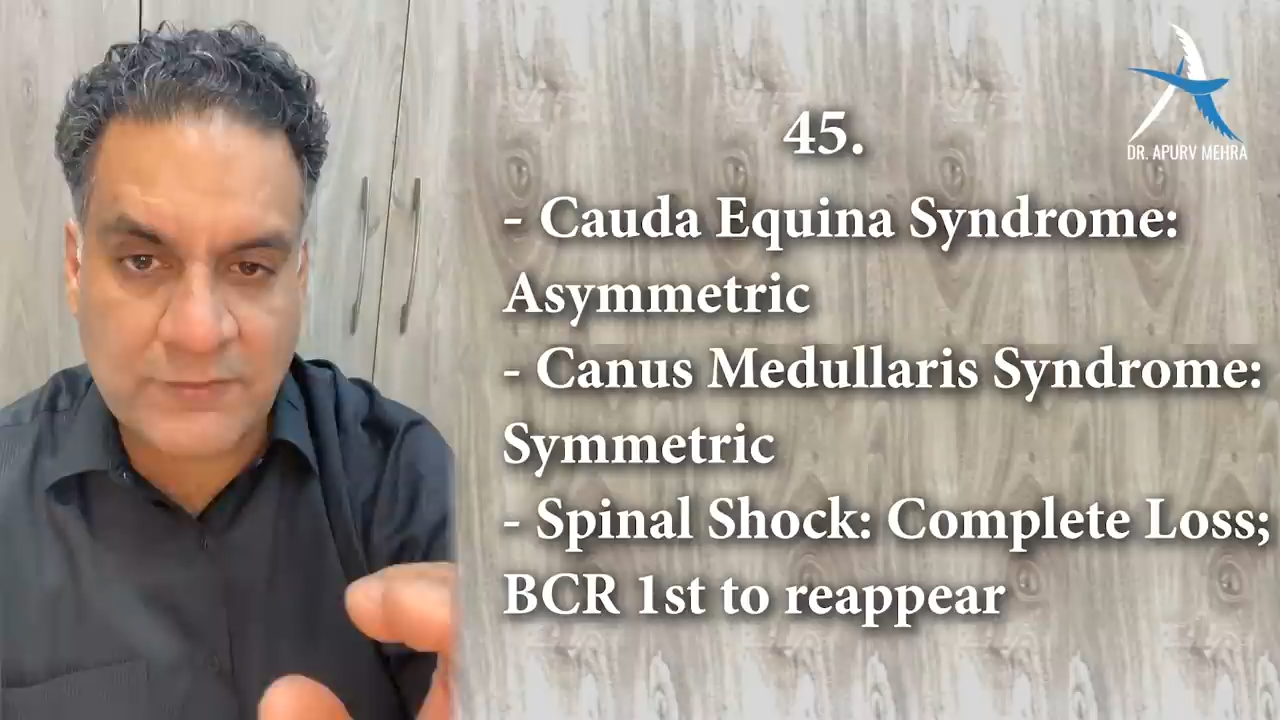 45.
- Cauda Equina Syndrome:
Asymmetric
- Canus Medullaris Syndrome:
Symmetric
- Spinal Shock: Complete Loss;
BCR 1st to reappear
DR. APURV MEHRA